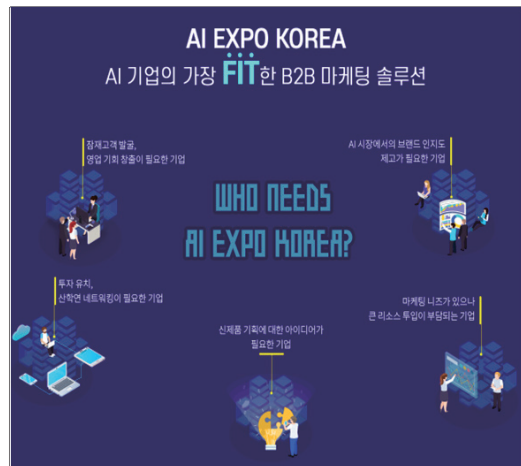 AI EXPO KOREA
AI 기업의 가장 FIT한 B2B 마케팅 솔루션
잠재고객 발굴,
영업 기회 창출이 필요한 기업
AI 시장에서의 브랜드 인지도
제고가 필요한 기업
WHO NEEDS
AI EXPO KOREA?
투자 유치,
산학연 네트워킹이 필요한 기업
신제품 기획에 대한 아이디어가
필요한 기업
마케팅 니즈가 있으나
큰 리소스 투입이 부담되는 기업